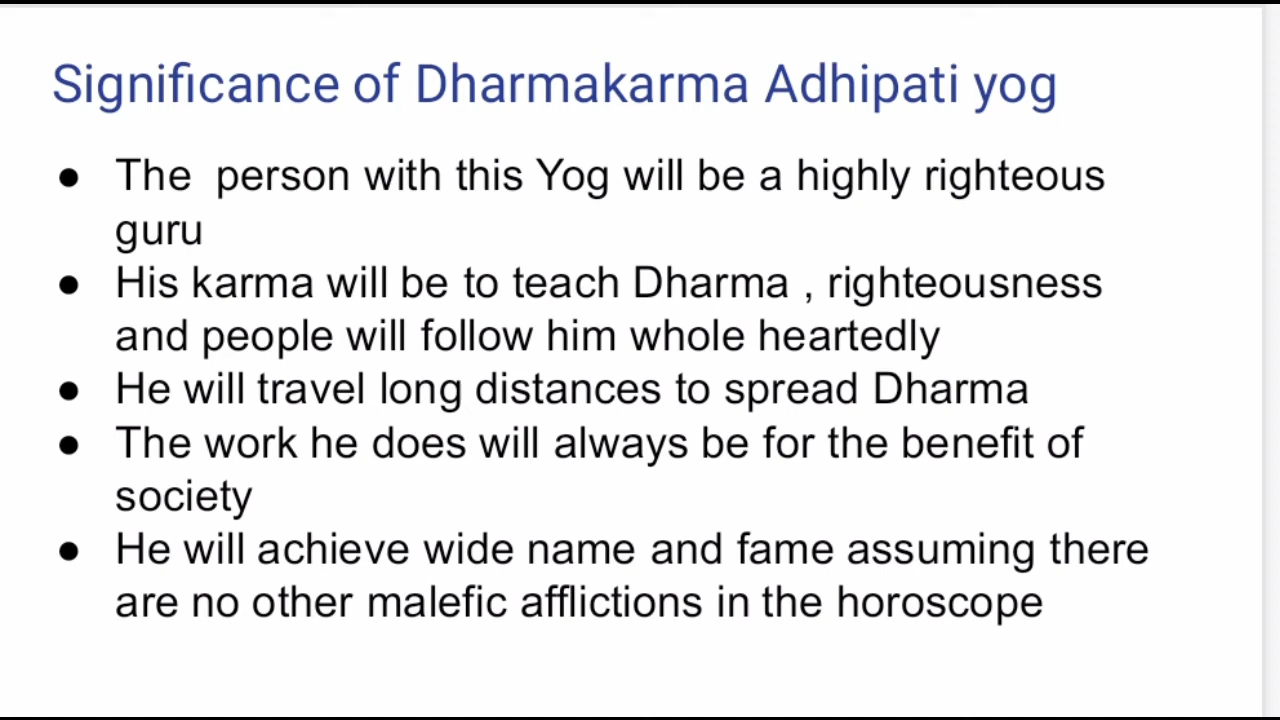 Significance of Dharmakarma Adhipati yog
● The  person with this Yog will be a highly righteous
guru
● His karma will be to teach Dharma , righteousness
and people will follow him whole heartedly
● He will travel long distances to spread Dharma
● The work he does will always be for the benefit of
society
● He will achieve wide name and fame assuming there
are no other malefic afflictions in the horoscope